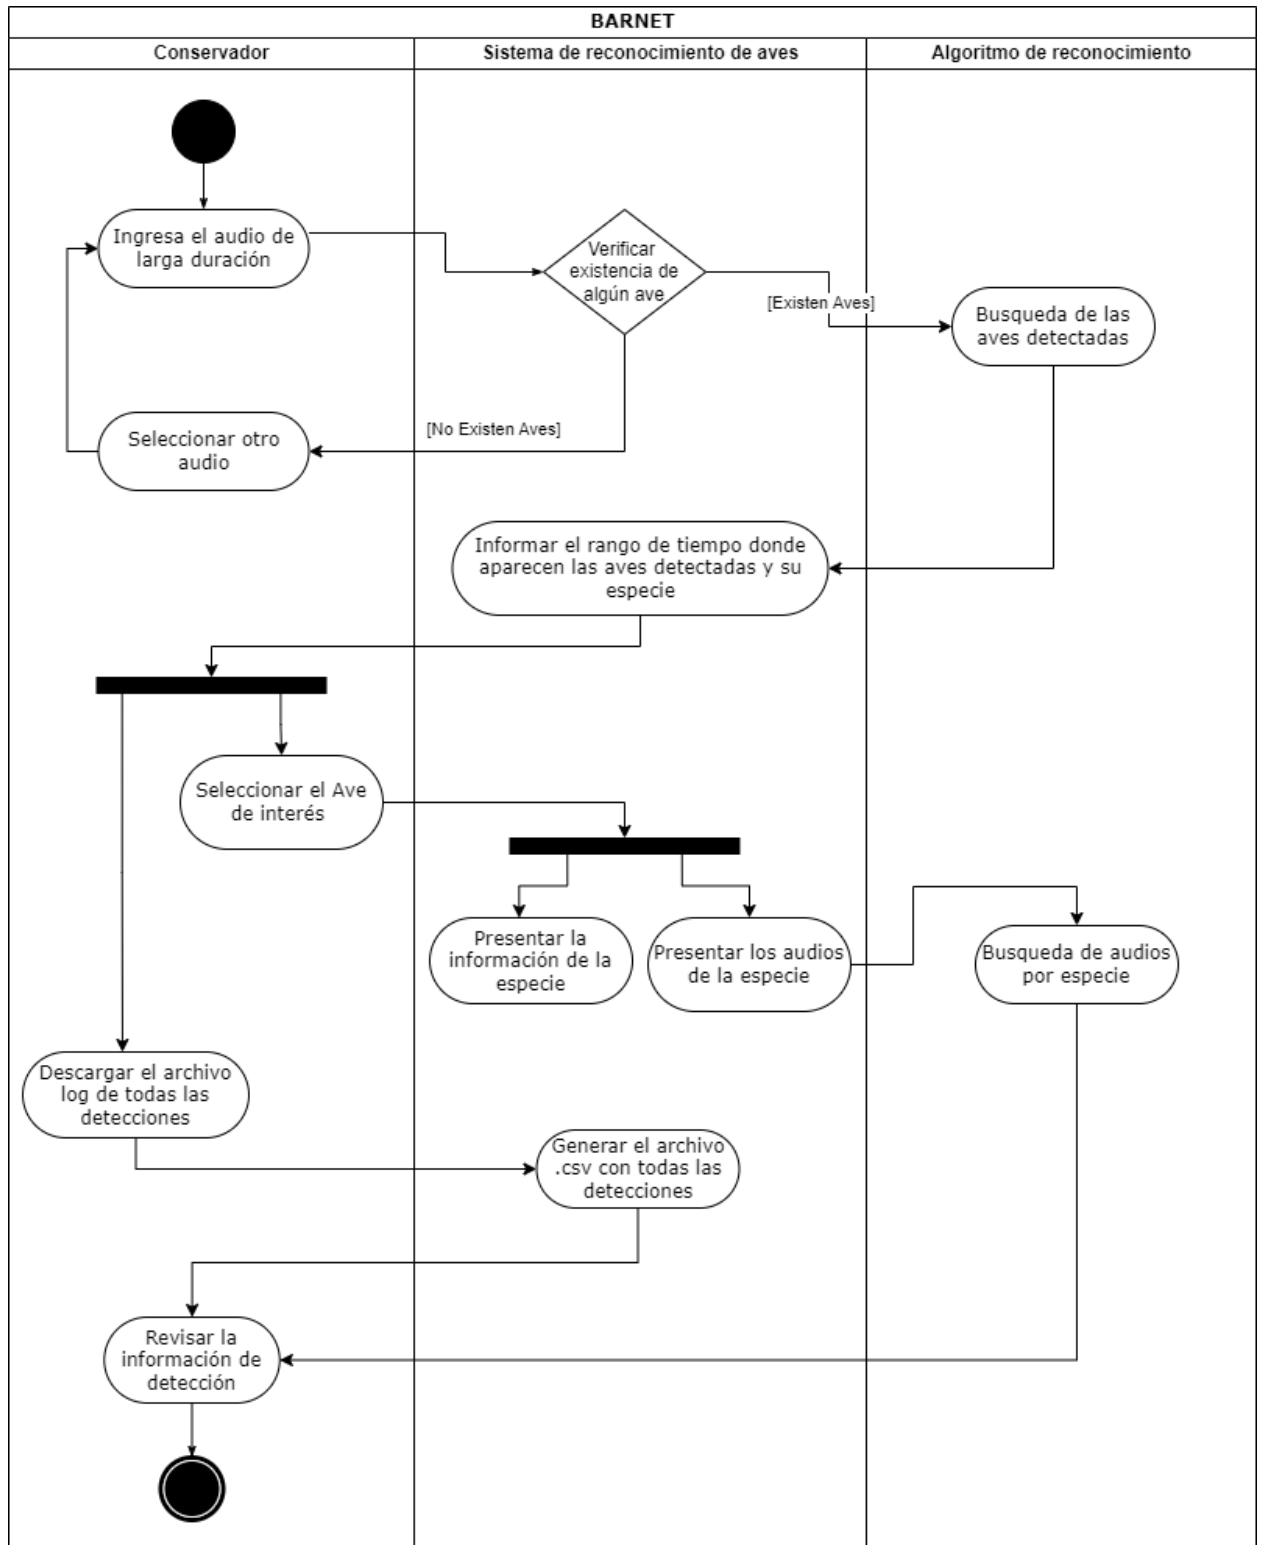 BARNET
Conservador
Sistema de reconocimiento de aves
Algoritmo de reconocimiento
Ingresa el audio de
larga duración
Verificar
existencia de
algún ave
[Existen Aves]
Busqueda de las
aves detectadas
[No Existen Aves]
Seleccionar otro
audio
Informar el rango de tiempo donde
aparecen las aves detectadas y su
especie
Seleccionar el Ave
de interés
Presentar la
información de la
especie
Presentar los audios
de la especie
Busqueda de audios
por especie
Descargar el archivo
log de todas las
detecciones
Generar el archivo
.csv con todas las
detecciones
Revisar la
información de
detección